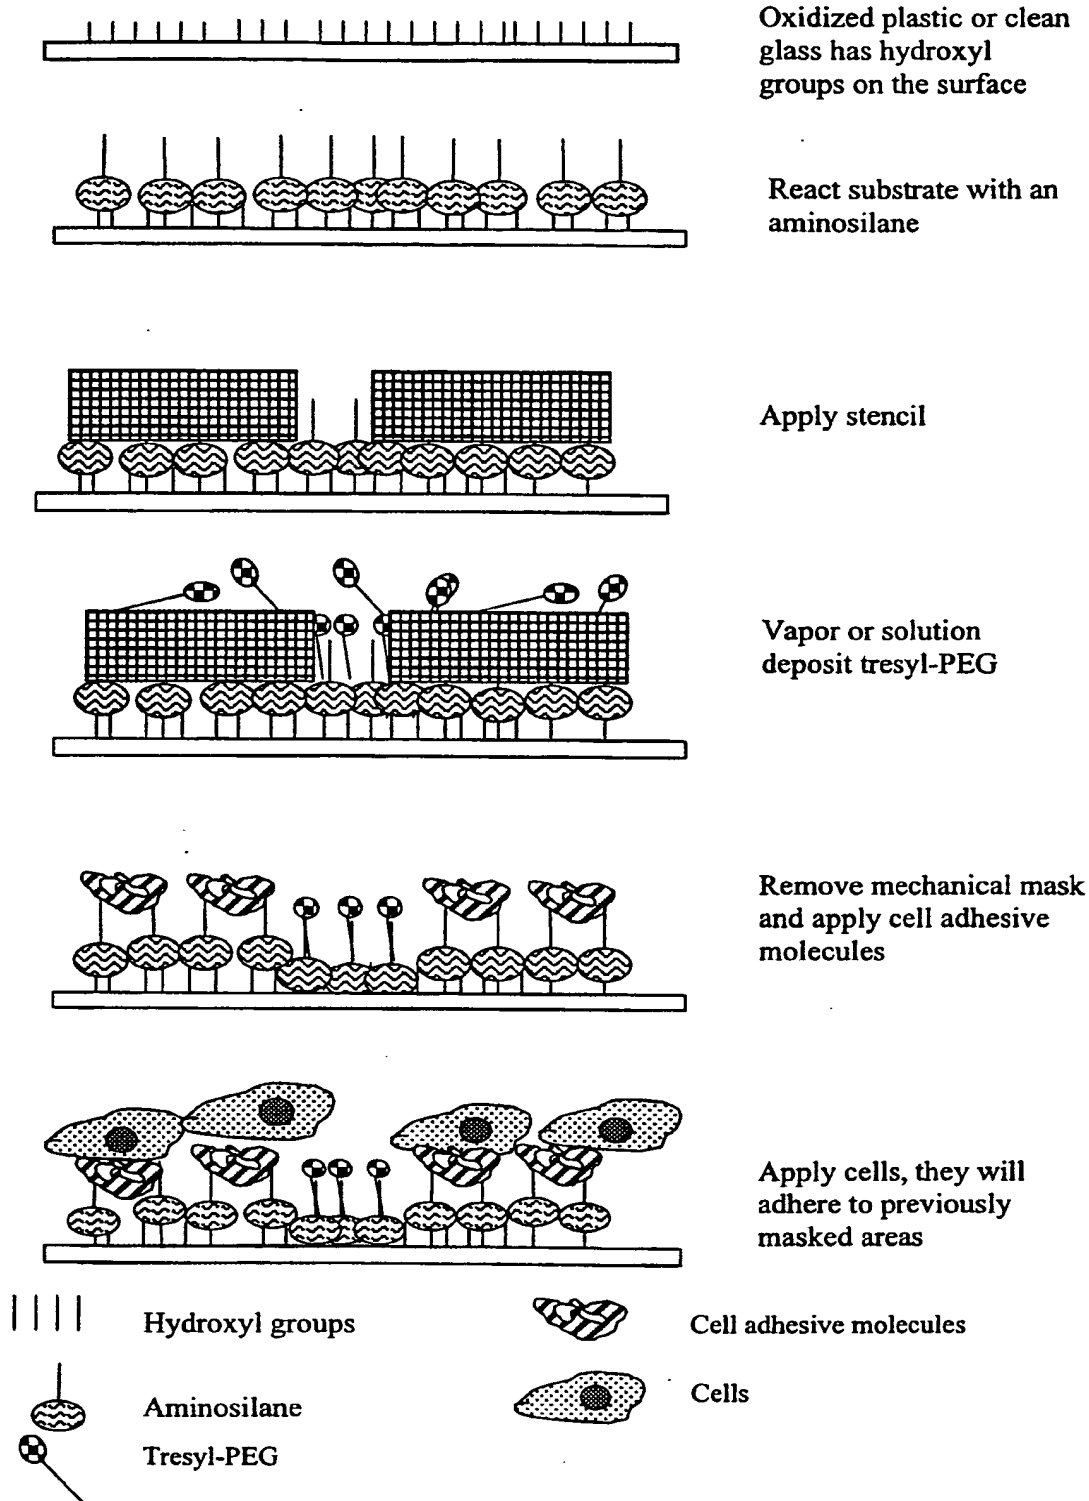 Oxidized plastic or clean
glass has hydroxyl
groups on the surface
React substrate with an
aminosilane
Apply stencil
Vapor or solution
deposit tresyl-PEG
Remove mechanical mask
and apply cell adhesive
molecules
Apply cells, they will
adhere to previously
masked areas
Hydroxyl groups
Cell adhesive molecules
Aminosilane
Cells
Tresyl-PEG